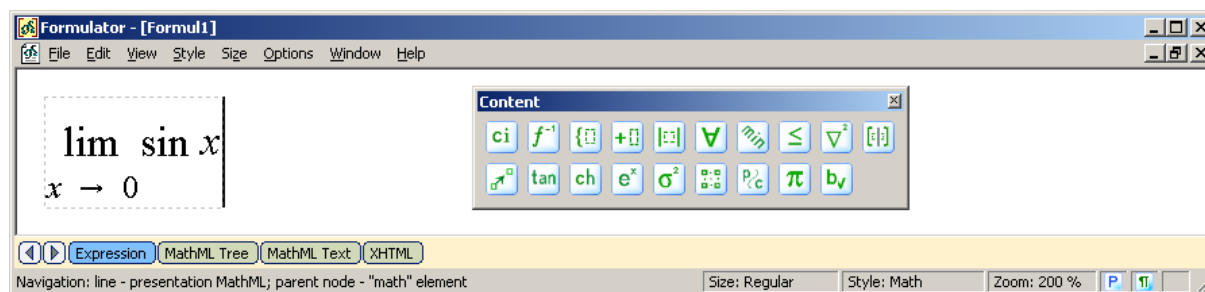 Formulator - [Formul1]
File Edit View Style Size Options Window Help
Content
lim sin x
x → 0
ci f⁻¹ {▯ +▯ |▯| ∀ ≤ ∇² [▯|▯]
tan ch eˣ σ² P/C π b√
Expression MathML Tree MathML Text XHTML
Navigation: line - presentation MathML; parent node - "math" element Size: Regular Style: Math Zoom: 200 % P ¶